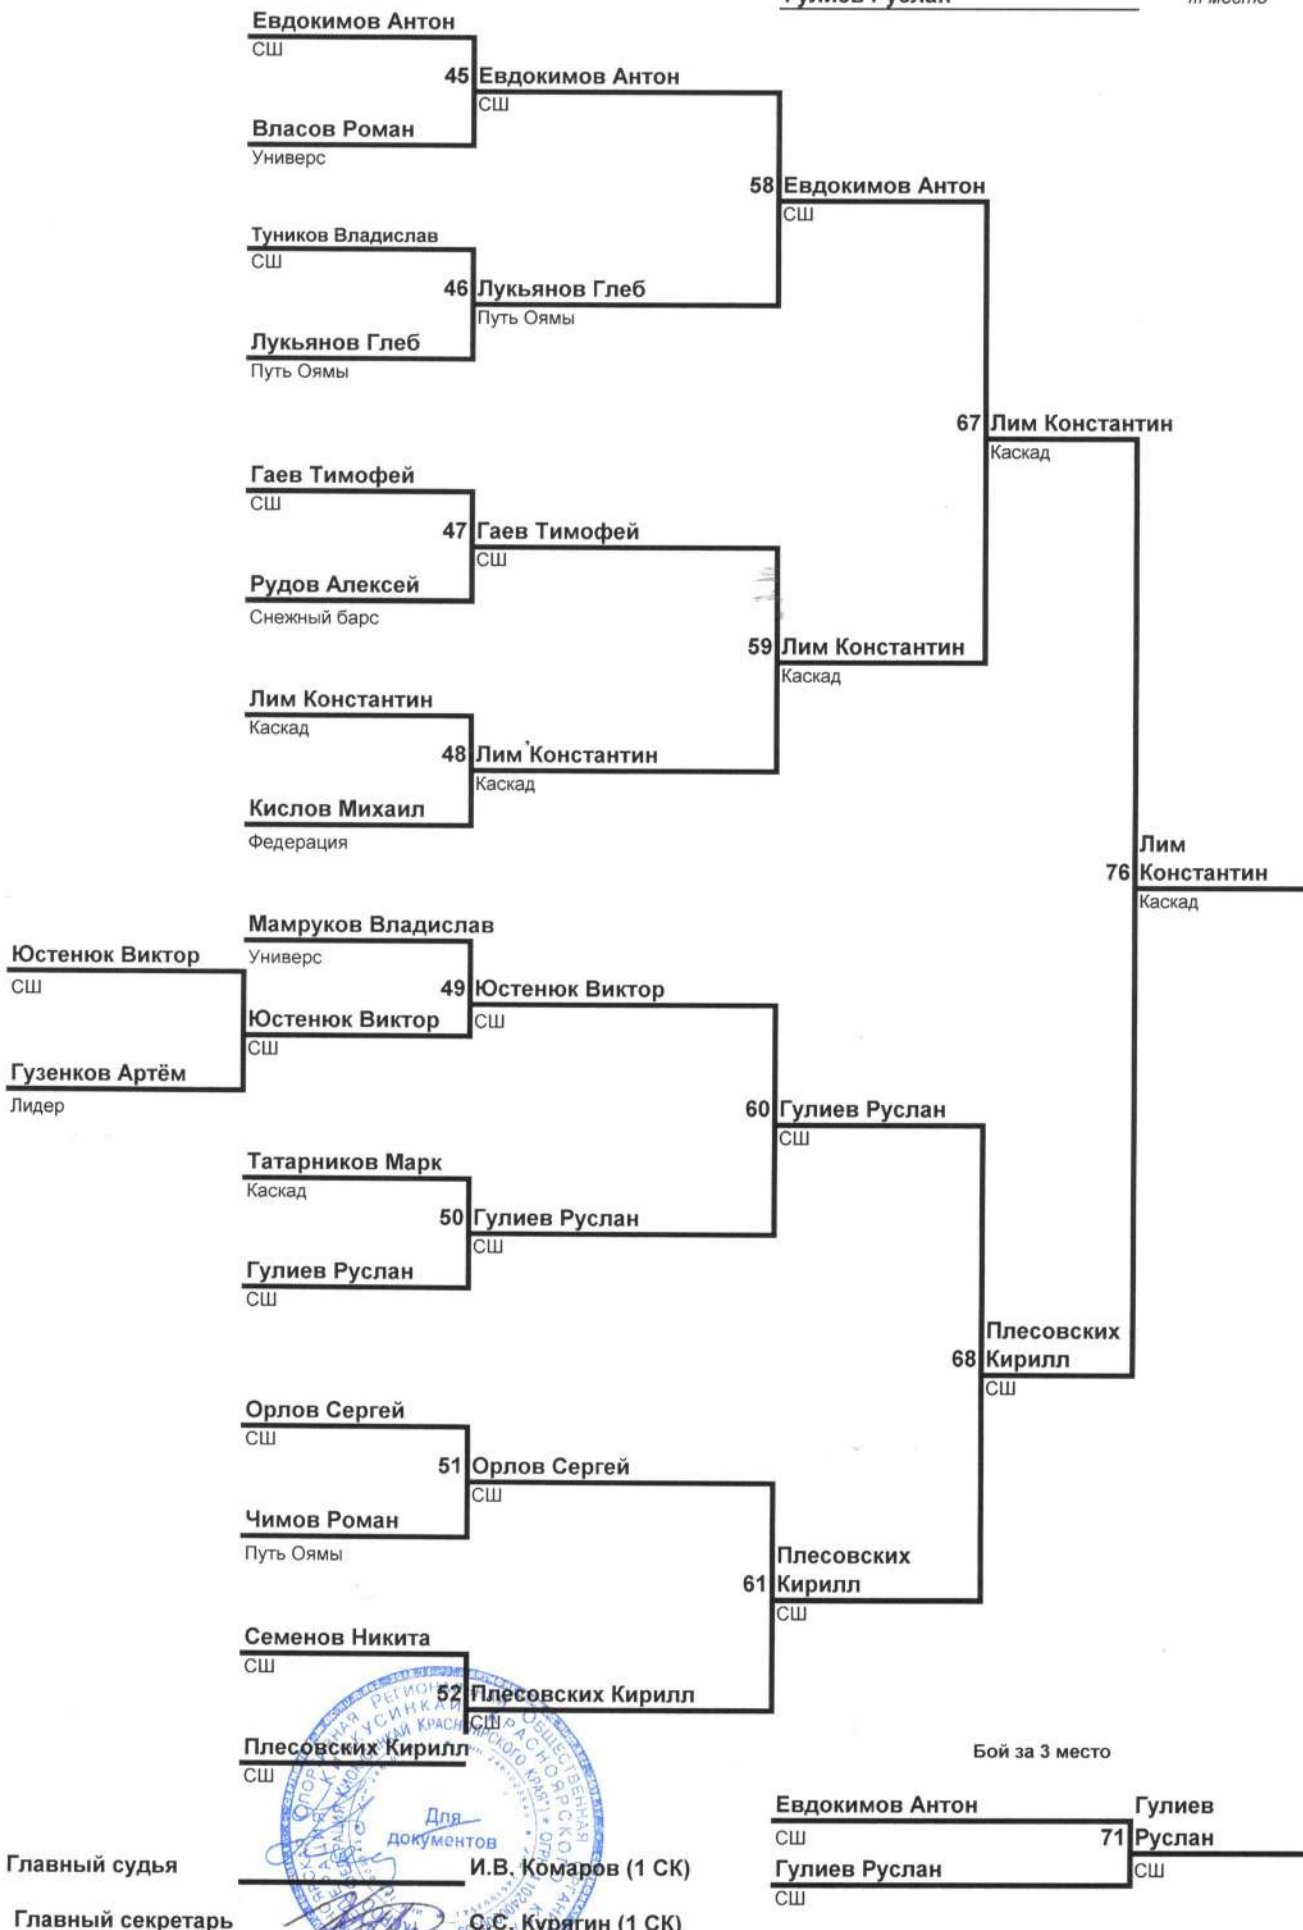 Гулиев Руслан
III место
Евдокимов Антон
СШ
45 Евдокимов Антон
СШ
Власов Роман
Универс
58 Евдокимов Антон
СШ
Туников Владислав
СШ
46 Лукьянов Глеб
Путь Оямы
Лукьянов Глеб
Путь Оямы
67 Лим Константин
Каскад
Гаев Тимофей
СШ
47 Гаев Тимофей
СШ
Рудов Алексей
Снежный барс
59 Лим Константин
Каскад
Лим Константин
Каскад
48 Лим Константин
Каскад
Кислов Михаил
Федерация
Лим
76 Константин
Каскад
Мамруков Владислав
Универс
Юстенюк Виктор
СШ
49 Юстенюк Виктор
СШ
Юстенюк Виктор
СШ
Гузенков Артём
Лидер
60 Гулиев Руслан
СШ
Татарников Марк
Каскад
50 Гулиев Руслан
СШ
Гулиев Руслан
СШ
Плесовских
68 Кирилл
СШ
Орлов Сергей
СШ
51 Орлов Сергей
СШ
Чимов Роман
Путь Оямы
Плесовских
61 Кирилл
СШ
Семенов Никита
СШ
52 Плесовских Кирилл
СШ
Плесовских Кирилл
СШ
Бой за 3 место
Евдокимов Антон
СШ
Гулиев
71 Руслан
СШ
Гулиев Руслан
СШ
Для
документов
Главный судья
И.В. Комаров (1 СК)
Главный секретарь
С.С. Курягин (1 СК)